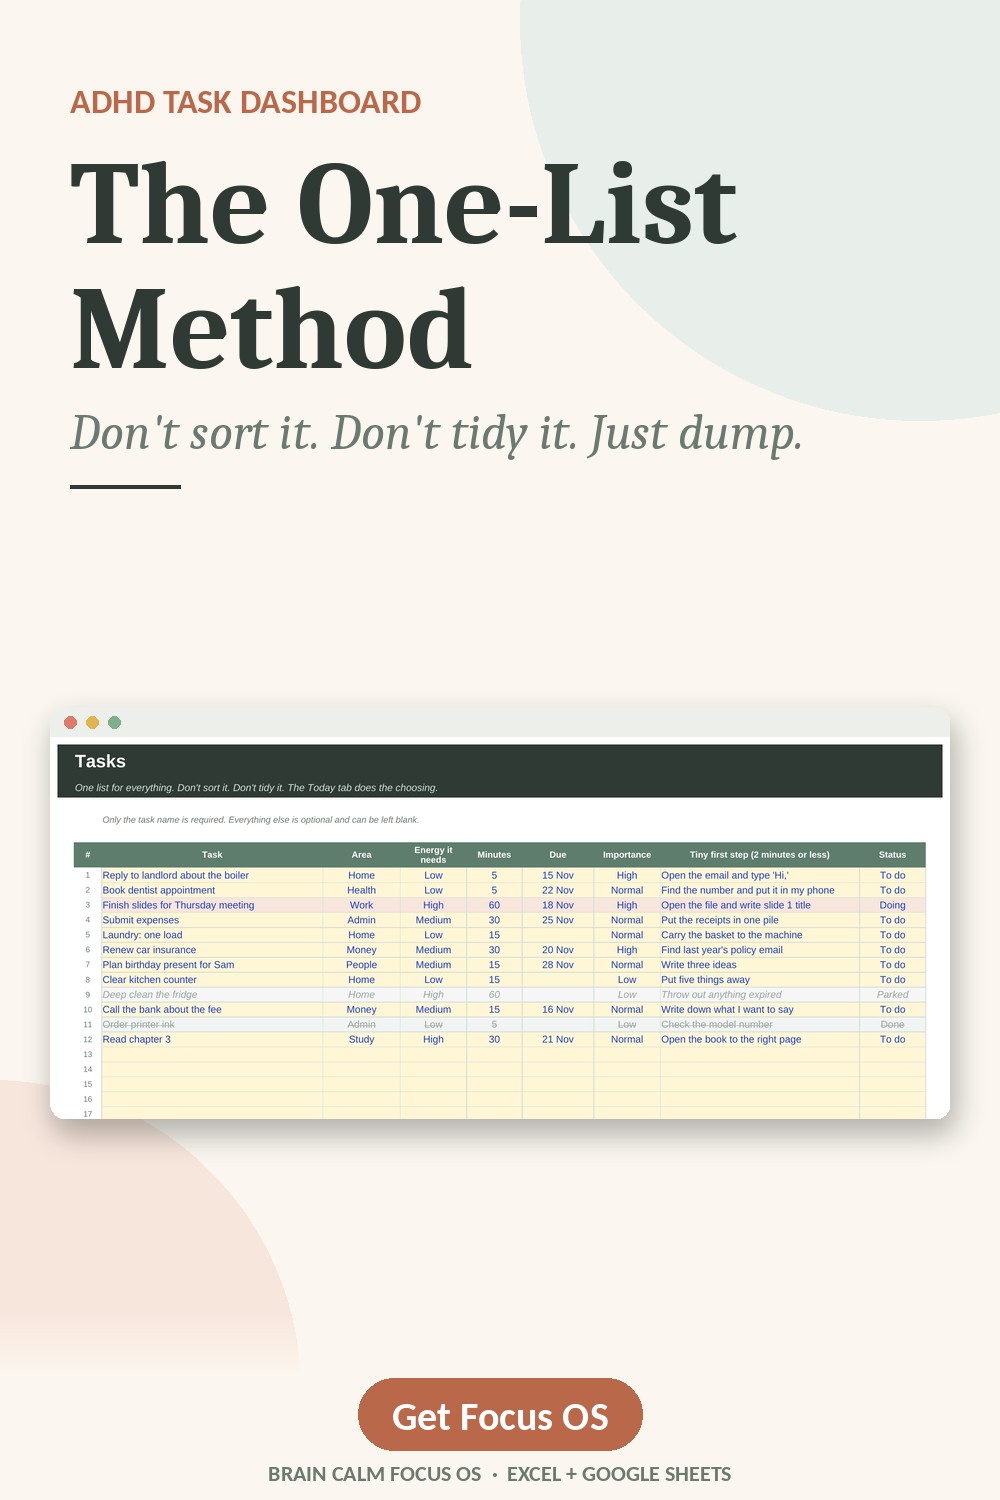 ADHD TASK DASHBOARD
The One-List
Method
Don't sort it. Don't tidy it. Just dump.
Tasks
One list for everything. Don't sort it. Don't tidy it. The Today tab does the choosing.
Only the task name is required. Everything else is optional and can be left blank.
# Task Area Energy it needs Minutes Due Importance Tiny first step (2 minutes or less) Status
1 Reply to landlord about the boiler Home Low 5 15 Nov High Open the email and type 'Hi,' To do
2 Book dentist appointment Health Low 5 22 Nov Normal Find the number and put it in my phone To do
3 Finish slides for Thursday meeting Work High 60 18 Nov High Open the file and write slide 1 title Doing
4 Submit expenses Admin Medium 30 25 Nov Normal Put the receipts in one pile To do
5 Laundry: one load Home Low 15 Normal Carry the basket to the machine To do
6 Renew car insurance Money Medium 30 20 Nov High Find last year's policy email To do
7 Plan birthday present for Sam People Medium 15 28 Nov Normal Write three ideas To do
8 Clear kitchen counter Home Low 15 Low Put five things away To do
9 Deep clean the fridge Home High 60 Low Throw out anything expired Parked
10 Call the bank about the fee Money Medium 15 16 Nov Normal Write down what I want to say To do
11 Order printer ink Admin Low 5 Low Check the model number Done
12 Read chapter 3 Study High 30 21 Nov Normal Open the book to the right page To do
13
14
15
16
17
Get Focus OS
BRAIN CALM FOCUS OS · EXCEL + GOOGLE SHEETS